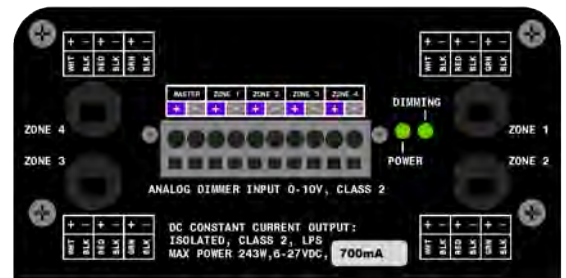 + - + - + -
WHT BLK RED BLK GRN BLK
+ - + - + -
WHT BLK RED BLK GRN BLK
MASTER ZONE 1 ZONE 2 ZONE 3 ZONE 4
+ - + - + - + - + -
DIMMING
ZONE 4
ZONE 1
ZONE 3
POWER
ZONE 2
ANALOG DIMMER INPUT 0-10V, CLASS 2
+ - + - + -
WHT BLK RED BLK GRN BLK
DC CONSTANT CURRENT OUTPUT:
ISOLATED, CLASS 2, LPS
MAX POWER 243W,6-27VDC, 700mA
+ - + - + -
WHT BLK RED BLK GRN BLK